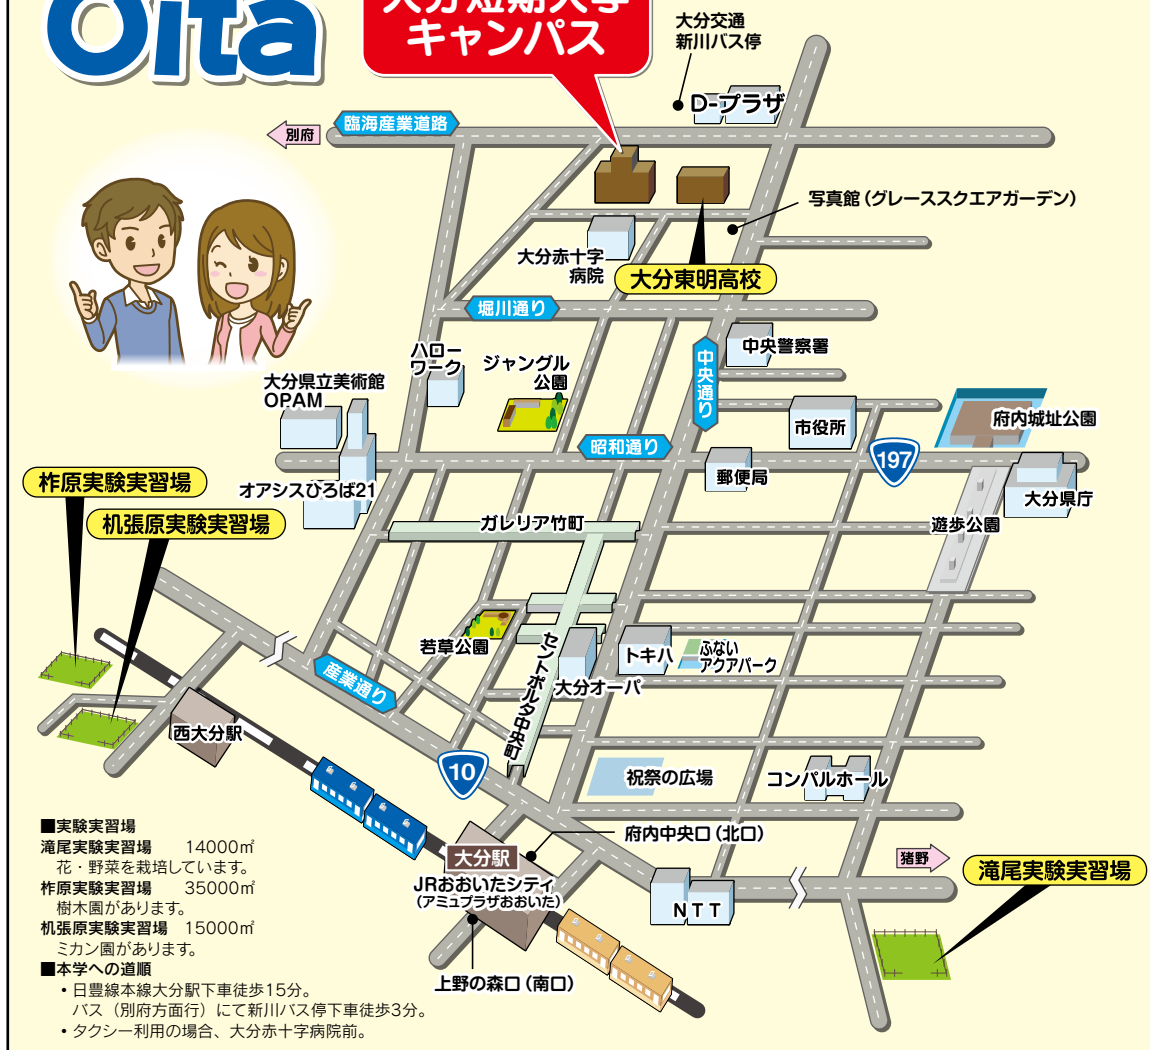 Oita
大分短期大学
キャンパス
大分交通
新川バス停
D-プラザ
臨海産業道路
別府
写真館(グレーススクエアガーデン)
大分赤十字
病院
大分東明高校
堀川通り
中央警察署
中央通り
ハロー
ワーク
ジャングル
公園
大分県立美術館
OPAM
市役所
府内城址公園
昭和通り
197
郵便局
大分県庁
柞原実験実習場
オアシスひろば21
机張原実験実習場
ガレリア竹町
遊歩公園
若草公園
セントポルタ中央町
トキハ
ふない
アクアパーク
大分オーパ
産業通り
西大分駅
10
祝祭の広場
コンパルホール
府内中央口(北口)
大分駅
JRおおいたシティ
(アミュプラザおおいた)
猪野
滝尾実験実習場
NTT
上野の森口(南口)
■実験実習場
滝尾実験実習場 14000㎡
花・野菜を栽培しています。
柞原実験実習場 35000㎡
樹木園があります。
机張原実験実習場 15000㎡
ミカン園があります。
■本学への道順
・日豊線本線大分駅下車徒歩15分。
バス(別府方面行)にて新川バス停下車徒歩3分。
・タクシー利用の場合、大分赤十字病院前。